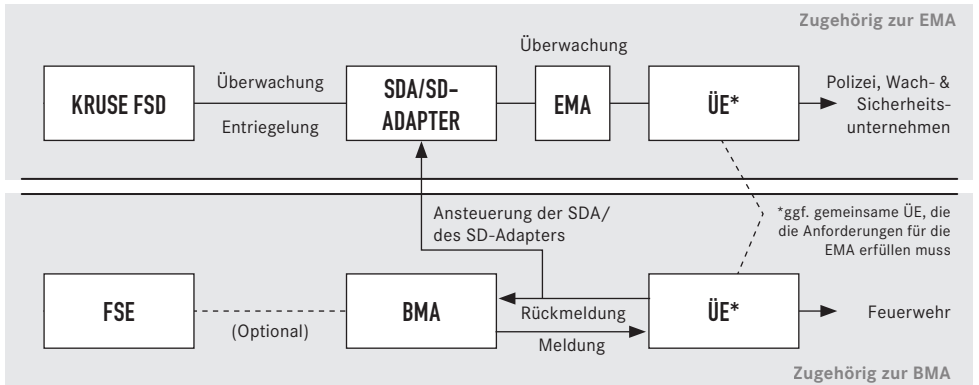 Zugehörig zur EMA
Überwachung
KRUSE FSD
Überwachung
Entriegelung
SDA/SD-
ADAPTER
EMA
ÜE*
Polizei, Wach- &
Sicherheits-
unternehmen
Ansteuerung der SDA/
des SD-Adapters
*ggf. gemeinsame ÜE, die
die Anforderungen für die
EMA erfüllen muss
FSE
(Optional)
BMA
Rückmeldung
Meldung
ÜE*
Feuerwehr
Zugehörig zur BMA